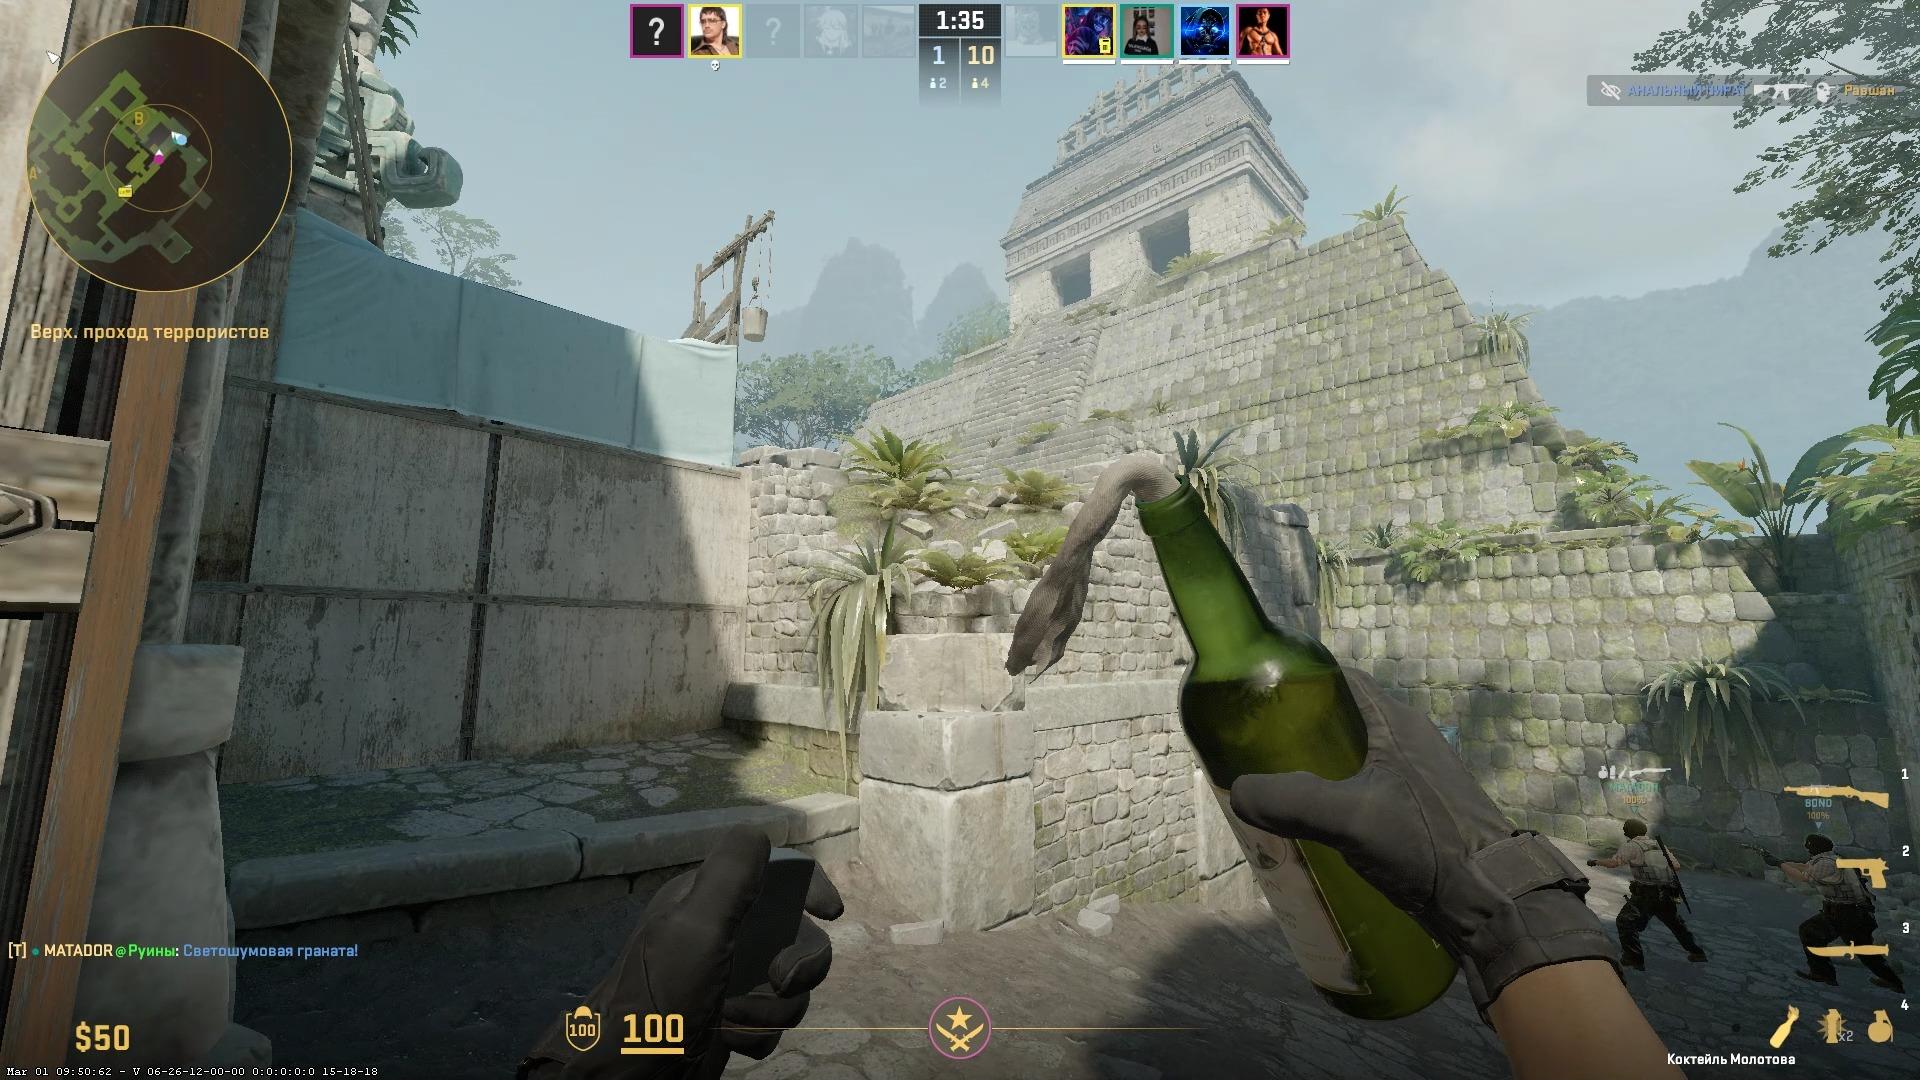 ?
?
1:35
1 10
2 4
АНАЛЬНЫЙ ПИРАТ Равшан
B
A
Верх. проход террористов
1
MATADOR
100%
BOND
100%
2
3
[T] ● MATADOR@Руины: Светошумовая граната!
4
$50
100
100
x2
Коктейль Молотова
Mar 01 09:50:62 - V 06-26-12-00-00 0:0:0:0:0 15-18-18